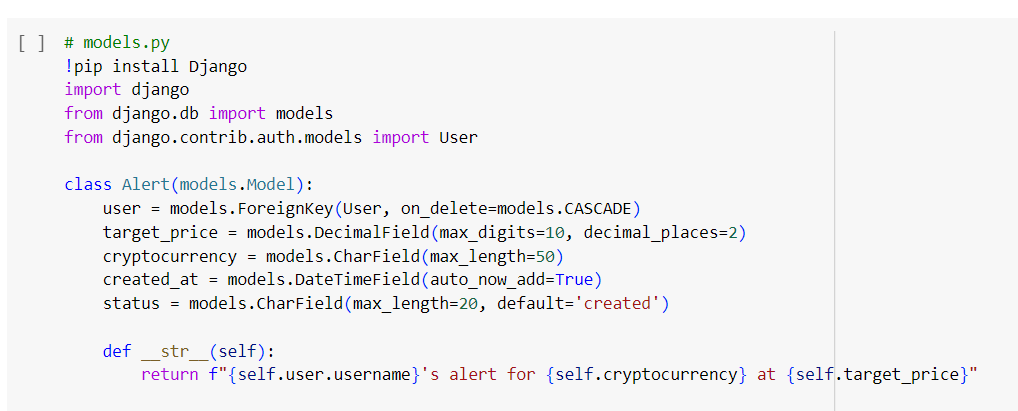 [ ] # models.py
!pip install Django
import django
from django.db import models
from django.contrib.auth.models import User

class Alert(models.Model):
    user = models.ForeignKey(User, on_delete=models.CASCADE)
    target_price = models.DecimalField(max_digits=10, decimal_places=2)
    cryptocurrency = models.CharField(max_length=50)
    created_at = models.DateTimeField(auto_now_add=True)
    status = models.CharField(max_length=20, default='created')

    def __str__(self):
        return f"{self.user.username}'s alert for {self.cryptocurrency} at {self.target_price}"